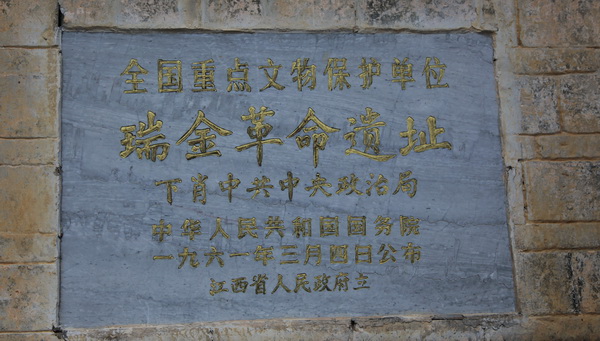 全国重点文物保护单位
瑞金革命遗址
下肖中共中央政治局
中华人民共和国国务院
一九六一年三月四日公布
江西省人民政府立